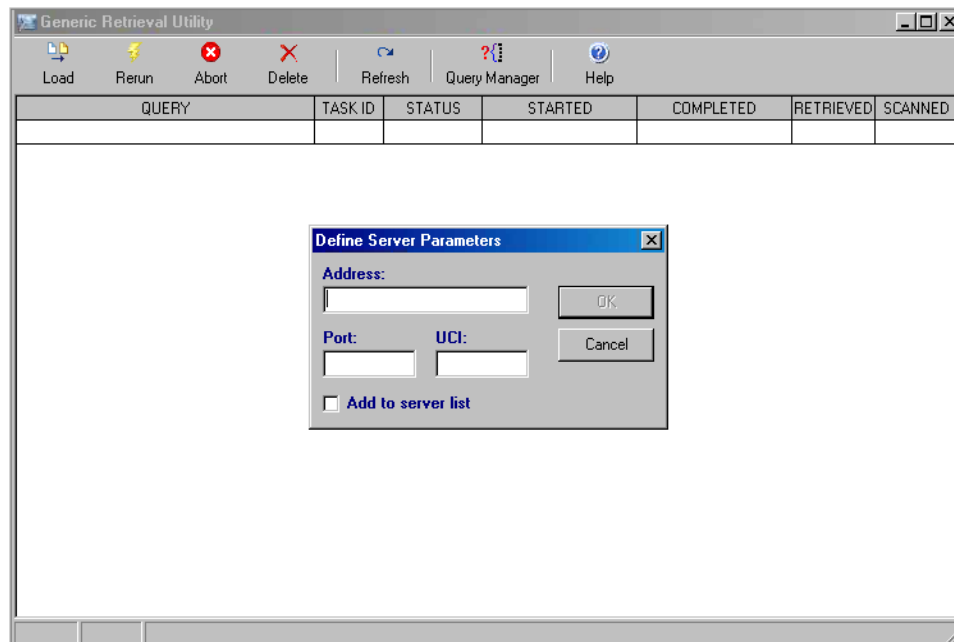 Generic Retrieval Utility
Load Rerun Abort Delete Refresh Query Manager Help
QUERY TASK ID STATUS STARTED COMPLETED RETRIEVED SCANNED
Define Server Parameters
Address:
OK
Port: UCI:
Cancel
Add to server list